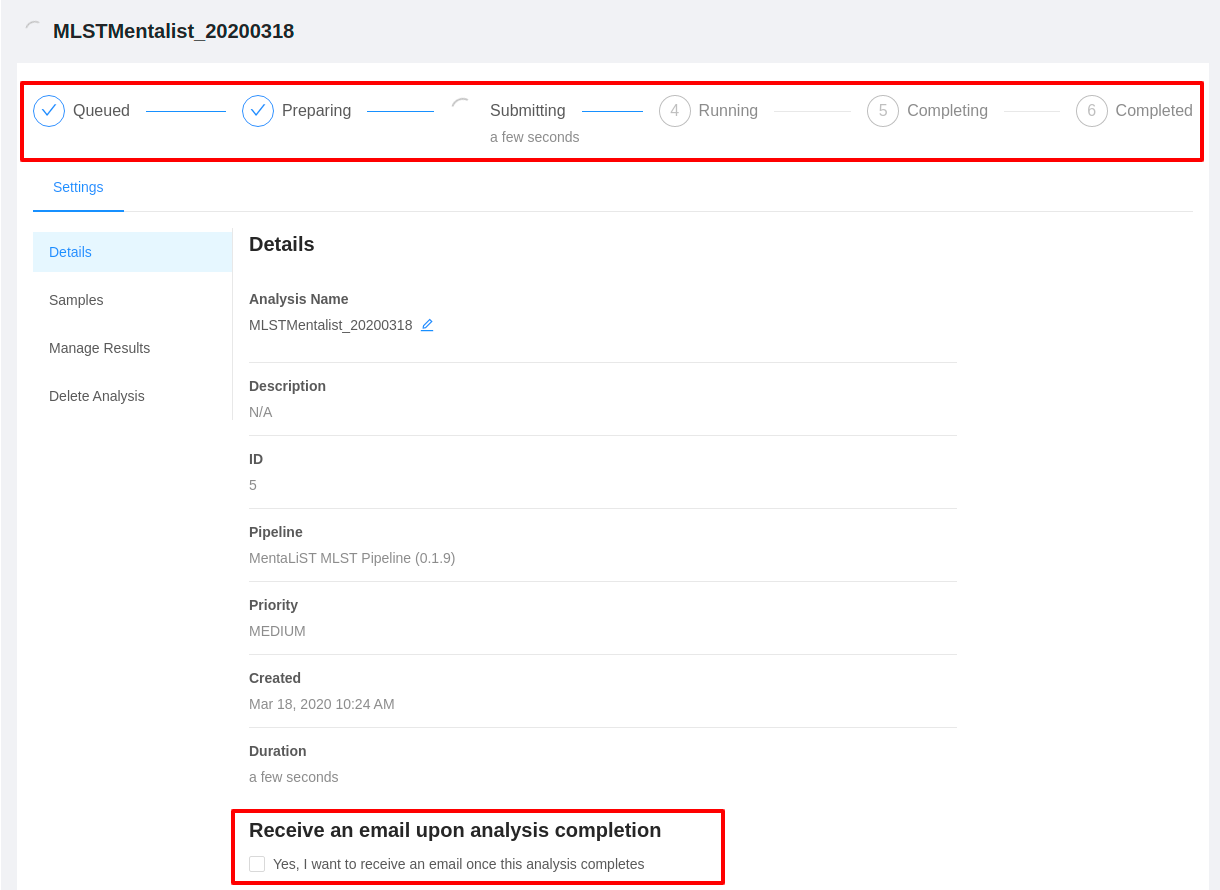 MLSTMentalist_20200318
Queued Preparing Submitting 4 Running 5 Completing 6 Completed
a few seconds
Settings
Details
Samples
Manage Results
Delete Analysis
Details
Analysis Name
MLSTMentalist_20200318
Description
N/A
ID
5
Pipeline
MentaLiST MLST Pipeline (0.1.9)
Priority
MEDIUM
Created
Mar 18, 2020 10:24 AM
Duration
a few seconds
Receive an email upon analysis completion
Yes, I want to receive an email once this analysis completes